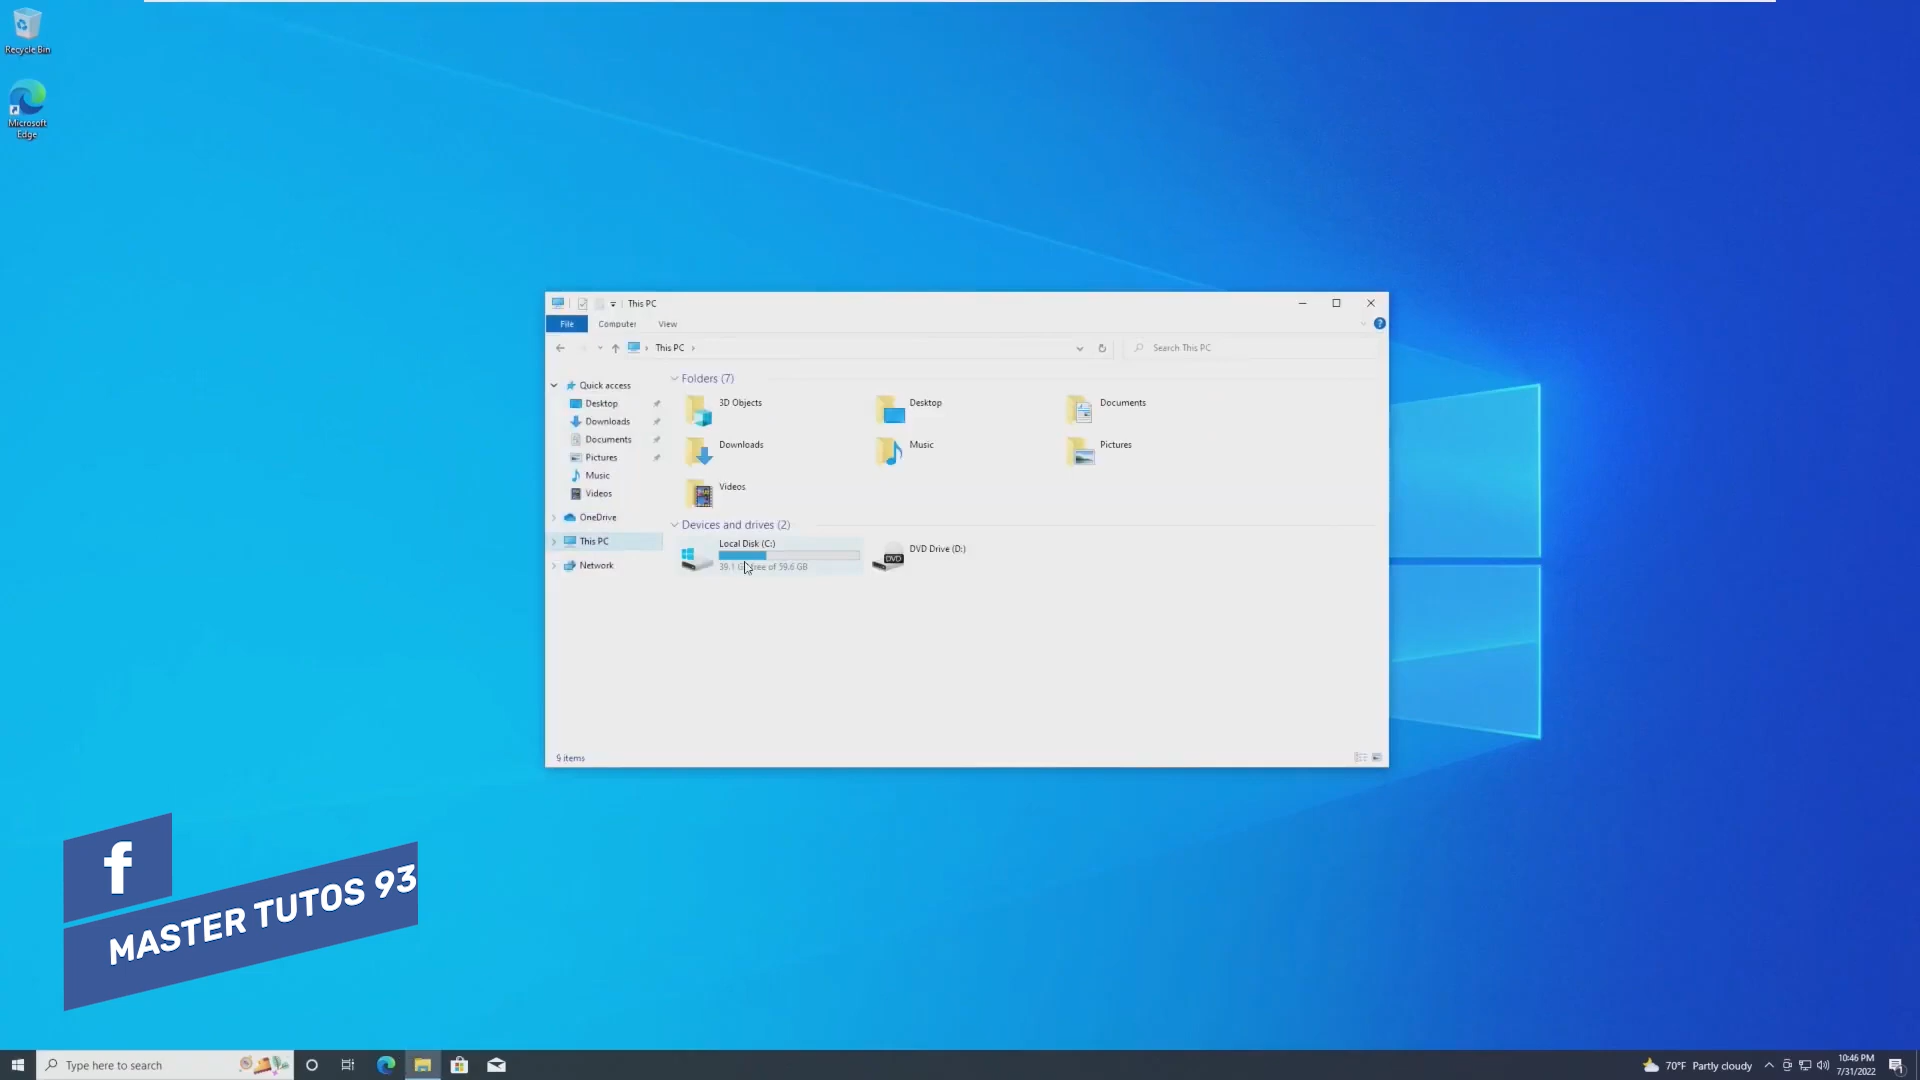 Recycle Bin
Microsoft
Edge
This PC
File
Computer
View
This PC
Search This PC
Quick access
Desktop
Downloads
Documents
Pictures
Music
Videos
OneDrive
This PC
Network
Folders (7)
3D Objects
Desktop
Documents
Downloads
Music
Pictures
Videos
Devices and drives (2)
Local Disk (C:)
39.1 free of 59.6 GB
DVD
DVD Drive (D:)
9 items
f
MASTER TUTOS 93
Type here to search
70°F Partly cloudy
10:46 PM
7/31/2022